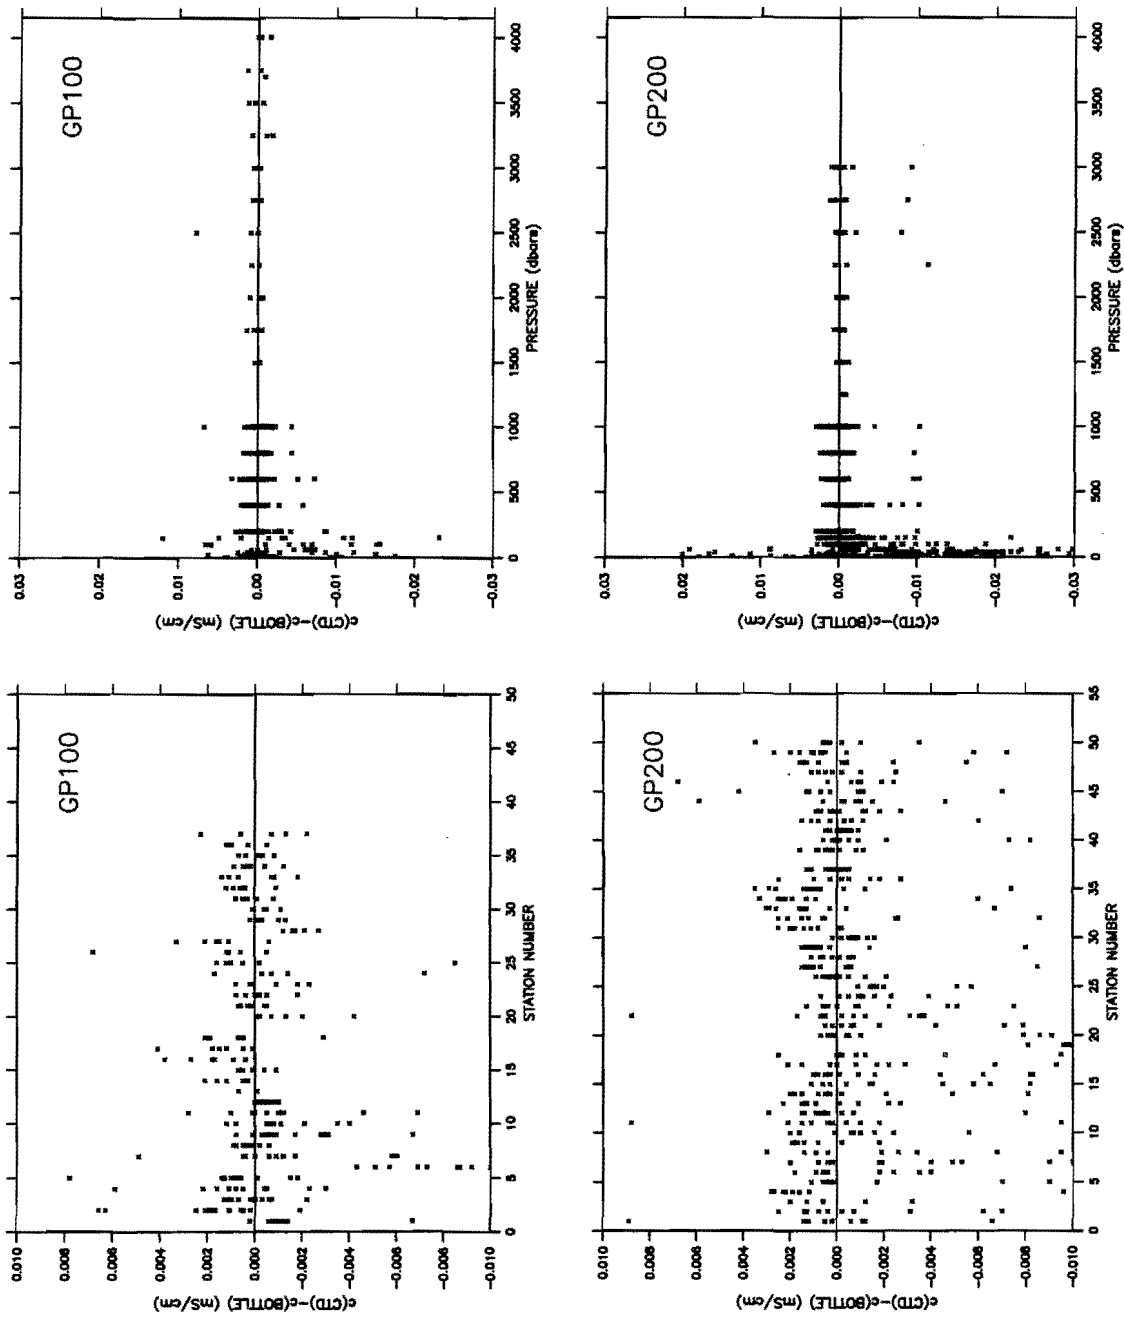 GP100
0.03 0.02 0.01 0.00 −0.01 −0.02 −0.03
c(CTD)−c(BOTTLE) (mS/cm)
0 500 1000 1500 2000 2500 3000 3500 4000
PRESSURE (dbars)
GP200
0.03 0.02 0.01 0.00 −0.01 −0.02 −0.03
c(CTD)−c(BOTTLE) (mS/cm)
0 500 1000 1500 2000 2500 3000 3500 4000
PRESSURE (dbars)
GP100
0.010 0.008 0.006 0.004 0.002 0.000 −0.002 −0.004 −0.006 −0.008 −0.010
c(CTD)−c(BOTTLE) (mS/cm)
0 5 10 15 20 25 30 35 40 45 50
STATION NUMBER
GP200
0.010 0.008 0.006 0.004 0.002 0.000 −0.002 −0.004 −0.006 −0.008 −0.010
c(CTD)−c(BOTTLE) (mS/cm)
0 5 10 15 20 25 30 35 40 45 50 55
STATION NUMBER